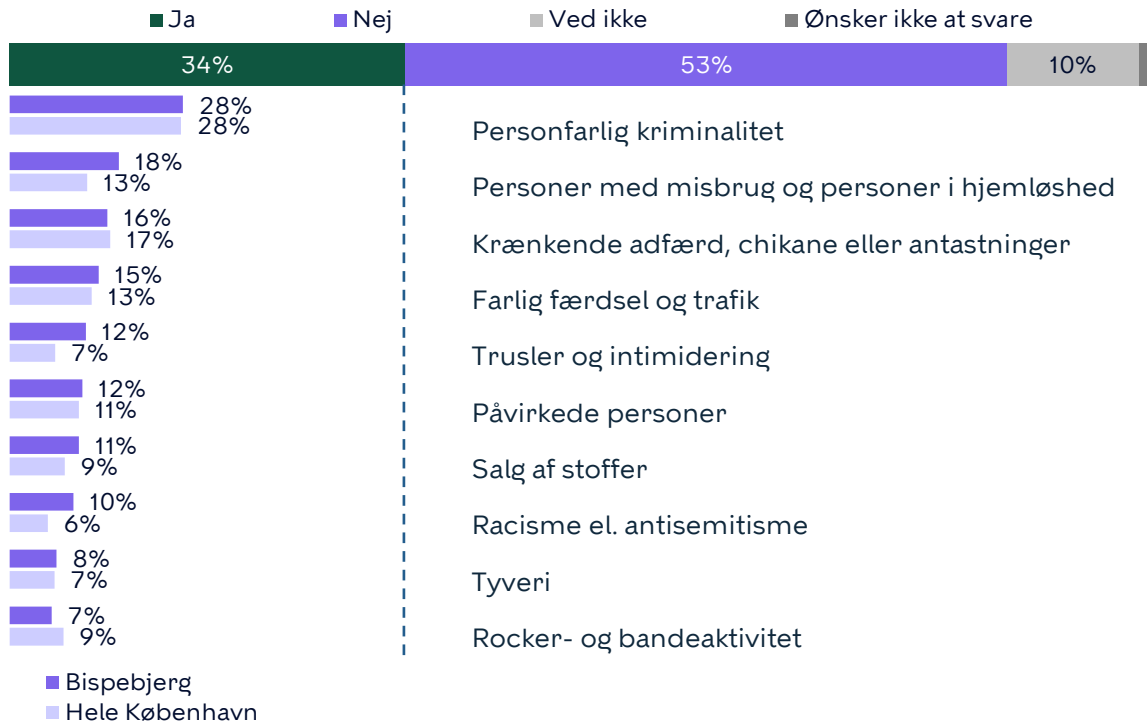 Ja Nej Ved ikke Ønsker ikke at svare
34% 53% 10%
28%
28% Personfarlig kriminalitet
18%
13% Personer med misbrug og personer i hjemløshed
16%
17% Krænkende adfærd, chikane eller antastninger
15%
13% Farlig færdsel og trafik
12%
7% Trusler og intimidering
12%
11% Påvirkede personer
11%
9% Salg af stoffer
10%
6% Racisme el. antisemitisme
8%
7% Tyveri
7%
9% Rocker- og bandeaktivitet
Bispebjerg
Hele København